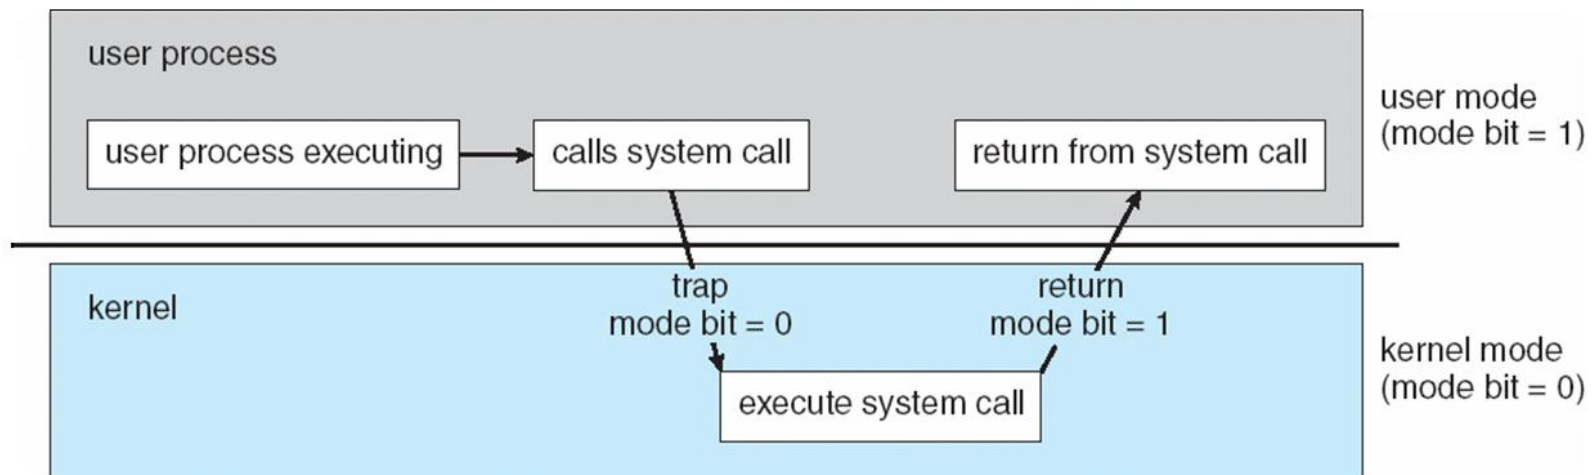 user process
user process executing
calls system call
return from system call
user mode
(mode bit = 1)
kernel
trap
mode bit = 0
return
mode bit = 1
execute system call
kernel mode
(mode bit = 0)